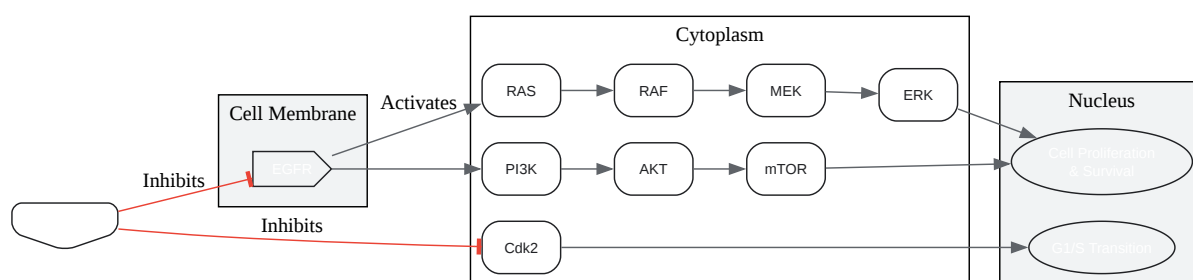 Cytoplasm
RAS
RAF
MEK
ERK
Activates
Cell Membrane
Nucleus
EGFR
PI3K
AKT
mTOR
Cell Proliferation
& Survival
Inhibits
Inhibits
Cdk2
G1/S Transition